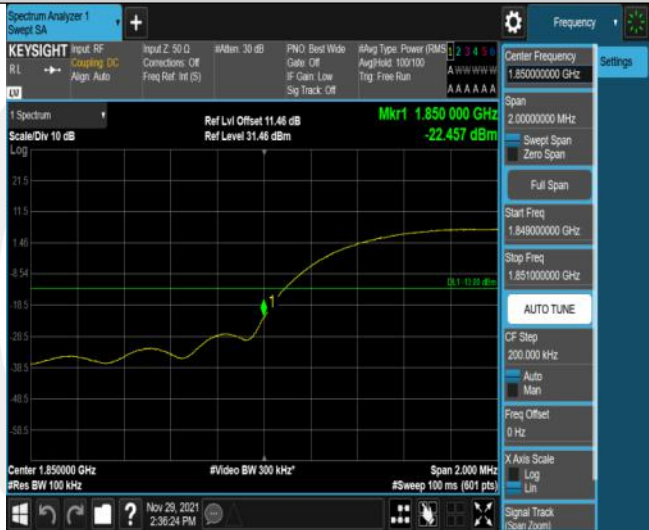 Spectrum Analyzer 1
Swept SA
Frequency
KEYSIGHT
Input: RF
Coupling: DC
Align: Auto
Input Z: 50 Ω
Corrections: Off
Freq Ref: Int (S)
#Atten: 30 dB
PNO: Best Wide
Gate: Off
IF Gain: Low
Sig Track: Off
#Avg Type: Power (RMS
Avg|Hold: 100/100
Trig: Free Run
1 2 3 4 5 6
A W W W W W
A A A A A A
R L
LVI
1 Spectrum
Scale/Div 10 dB
Ref Lvl Offset 11.46 dB
Ref Level 31.46 dBm
Mkr1 1.850 000 GHz
-22.457 dBm
Log
21.5
11.5
1.46
-8.54
-18.5
-28.5
-38.5
-48.5
-58.5
DL1 -13.00 dBm
1
Center 1.850000 GHz
#Res BW 100 kHz
#Video BW 300 kHz*
Span 2.000 MHz
#Sweep 100 ms (601 pts)
Nov 29, 2021
2:36:24 PM
?
Center Frequency
1.850000000 GHz
Settings
Span
2.00000000 MHz
Swept Span
Zero Span
Full Span
Start Freq
1.849000000 GHz
Stop Freq
1.851000000 GHz
AUTO TUNE
CF Step
200.000 kHz
Auto
Man
Freq Offset
0 Hz
X Axis Scale
Log
Lin
Signal Track
(Span Zoom)